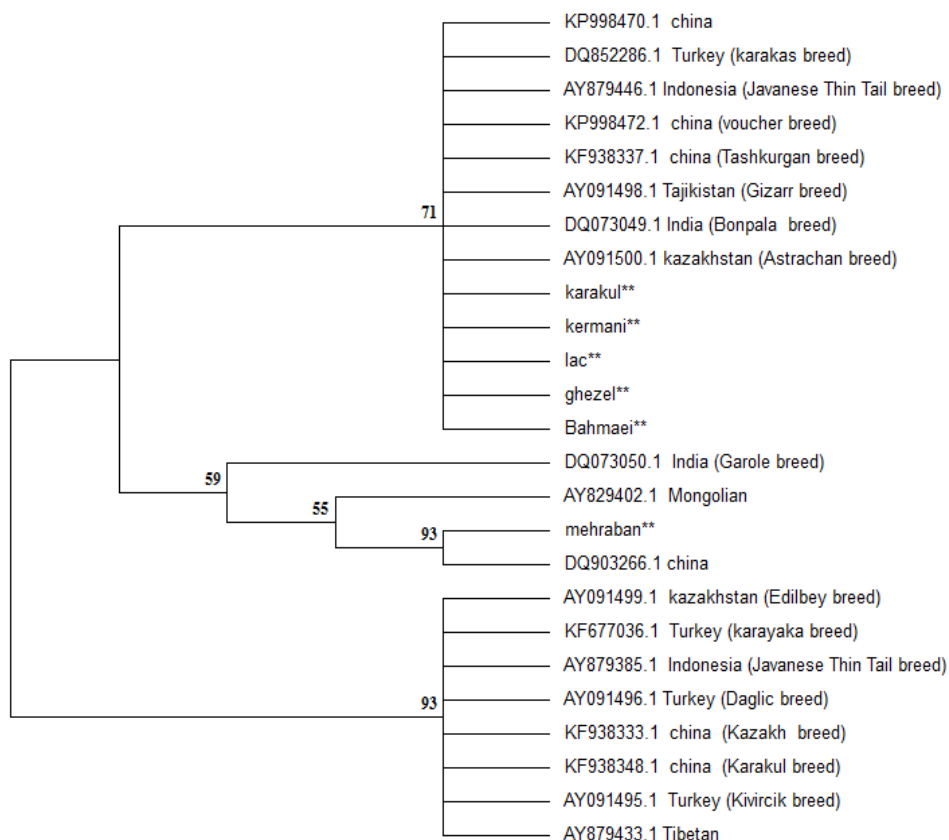 KP998470.1 china
DQ852286.1 Turkey (karakas breed)
AY879446.1 Indonesia (Javanese Thin Tail breed)
KP998472.1 china (voucher breed)
KF938337.1 china (Tashkurgan breed)
AY091498.1 Tajikistan (Gizarr breed)
71
DQ073049.1 India (Bonpala breed)
AY091500.1 kazakhstan (Astrachan breed)
karakul**
kermani**
lac**
ghezel**
Bahmaei**
DQ073050.1 India (Garole breed)
59
AY829402.1 Mongolian
55
mehraban**
93
DQ903266.1 china
AY091499.1 kazakhstan (Edilbey breed)
KF677036.1 Turkey (karayaka breed)
AY879385.1 Indonesia (Javanese Thin Tail breed)
93
AY091496.1 Turkey (Daglic breed)
KF938333.1 china (Kazakh breed)
KF938348.1 china (Karakul breed)
AY091495.1 Turkey (Kivircik breed)
AY879433.1 Tibetan